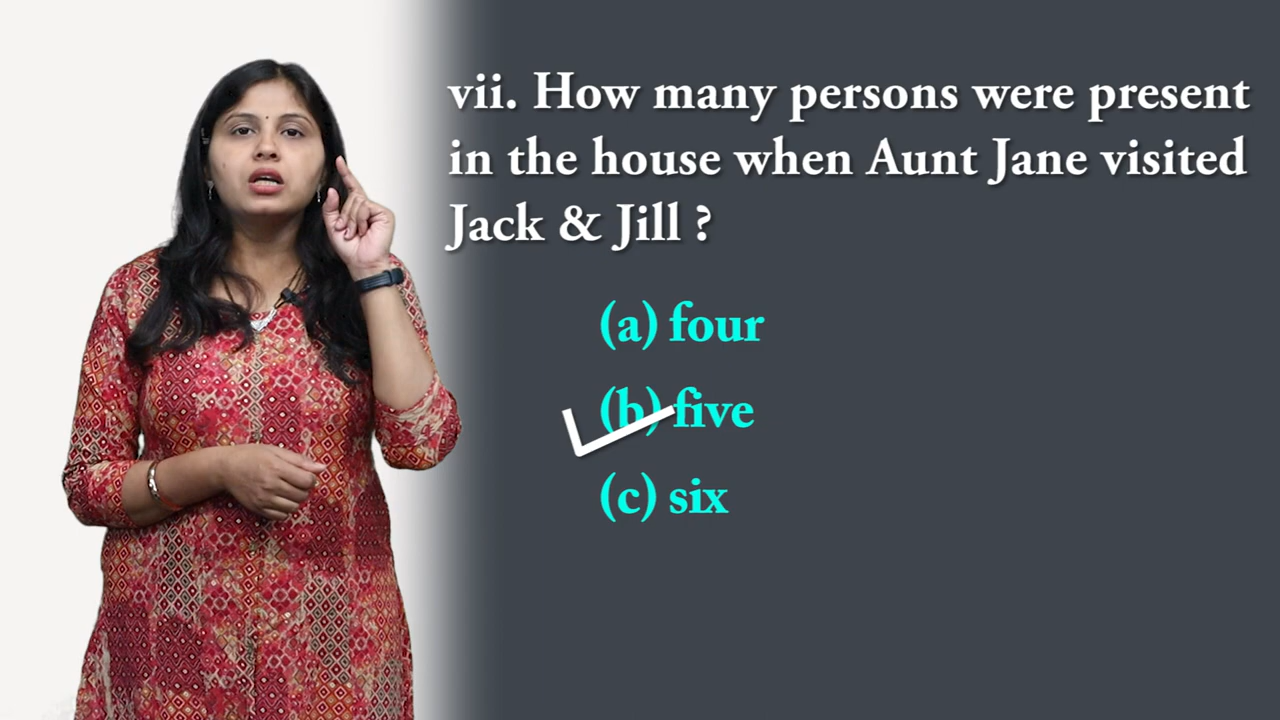 vii. How many persons were present
in the house when Aunt Jane visited
Jack & Jill ?
(a) four
(b) five
(c) six